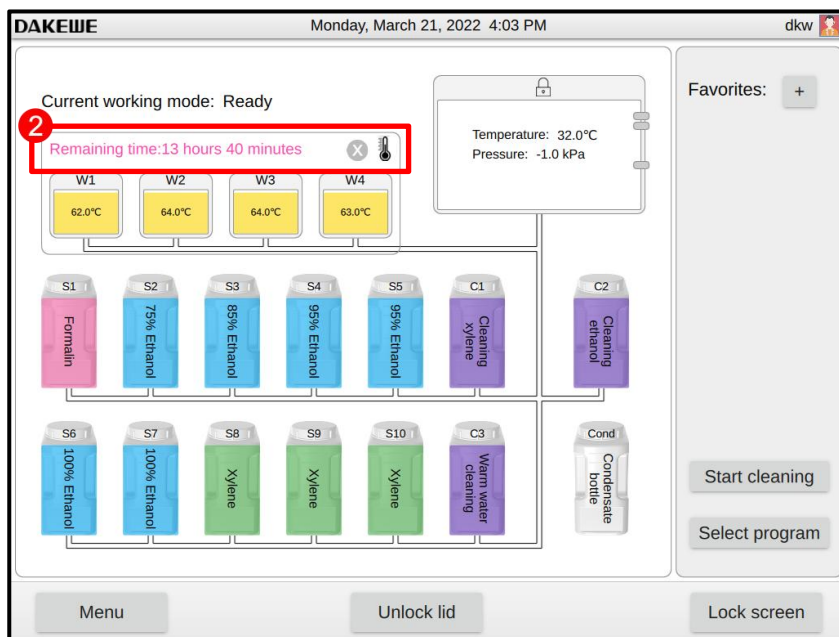 DAKEWE
Monday, March 21, 2022 4:03 PM
dkw
Current working mode: Ready
2
Remaining time:13 hours 40 minutes
X
W1
W2
W3
W4
62.0℃
64.0℃
64.0℃
63.0℃
Temperature: 32.0℃
Pressure: -1.0 kPa
Favorites: +
S1
S2
S3
S4
S5
C1
C2
Formalin
75% Ethanol
85% Ethanol
95% Ethanol
95% Ethanol
Cleaning
xylene
Cleaning
ethanol
S6
S7
S8
S9
S10
C3
Cond
100% Ethanol
100% Ethanol
Xylene
Xylene
Xylene
Warm water
cleaning
Condensate
bottle
Start cleaning
Select program
Menu
Unlock lid
Lock screen